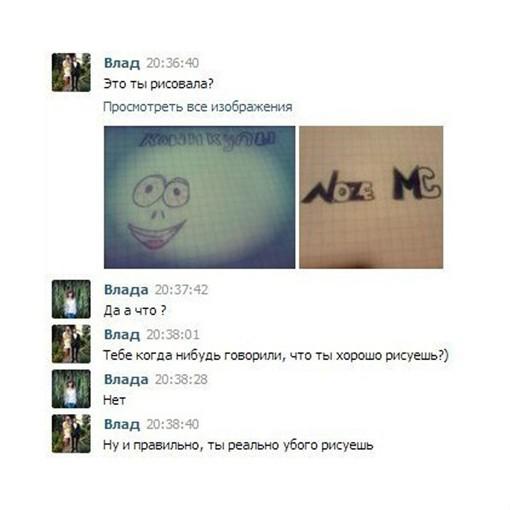 Влад 20:36:40
Это ты рисовала?
Просмотреть все изображения
каникулы
NOZE MC
Влада 20:37:42
Да а что ?
Влад 20:38:01
Тебе когда нибудь говорили, что ты хорошо рисуешь?)
Влада 20:38:28
Нет
Влад 20:38:40
Ну и правильно, ты реально убого рисуешь